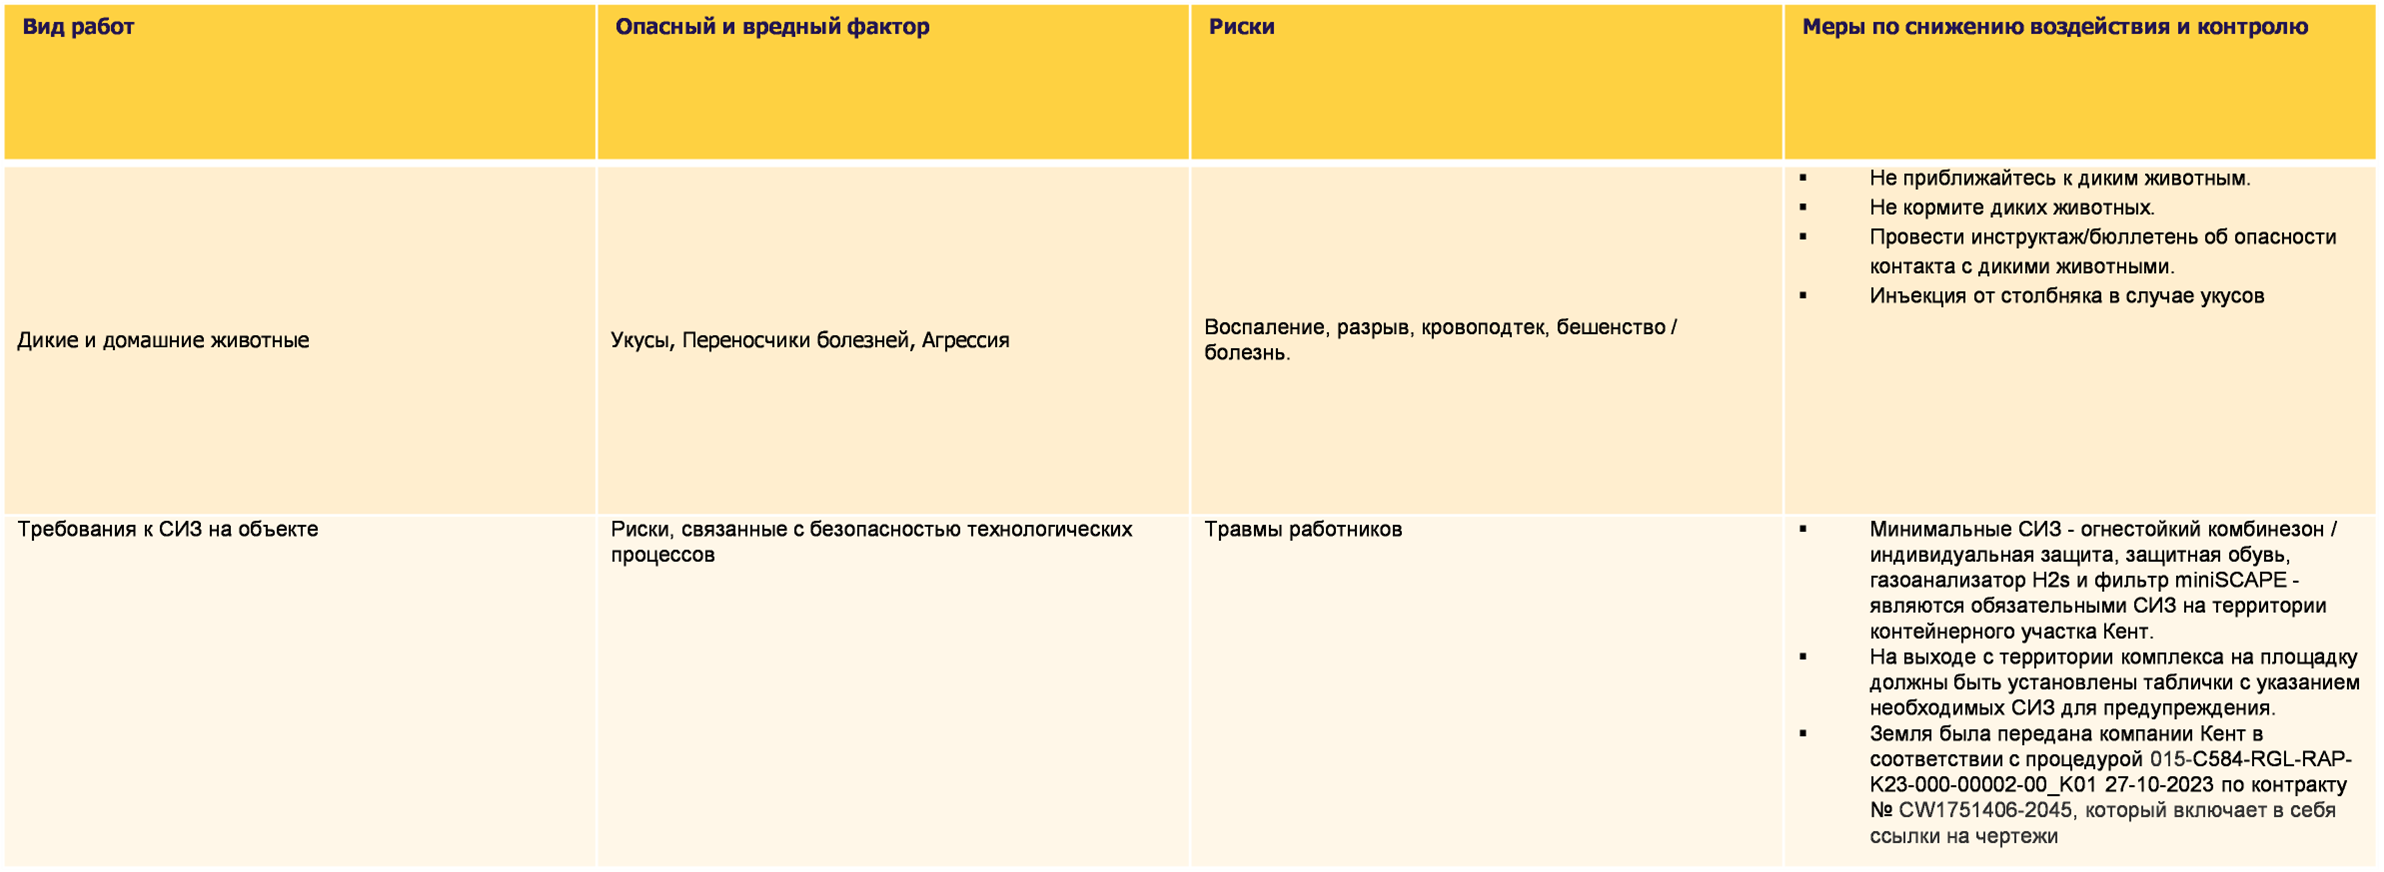 Вид работ
Опасный и вредный фактор
Риски
Меры по снижению воздействия и контролю
Дикие и домашние животные
Укусы, Переносчики болезней, Агрессия
Воспаление, разрыв, кровоподтек, бешенство /
болезнь.
▪ Не приближайтесь к диким животным.
▪ Не кормите диких животных.
▪ Провести инструктаж/бюллетень об опасности
контакта с дикими животными.
▪ Инъекция от столбняка в случае укусов
Требования к СИЗ на объекте
Риски, связанные с безопасностью технологических
процессов
Травмы работников
▪ Минимальные СИЗ - огнестойкий комбинезон /
индивидуальная защита, защитная обувь,
газоанализатор H2s и фильтр miniSCAPE -
являются обязательными СИЗ на территории
контейнерного участка Кент.
▪ На выходе с территории комплекса на площадку
должны быть установлены таблички с указанием
необходимых СИЗ для предупреждения.
▪ Земля была передана компании Кент в
соответствии с процедурой 015-C584-RGL-RAP-
K23-000-00002-00_K01 27-10-2023 по контракту
№ CW1751406-2045, который включает в себя
ссылки на чертежи